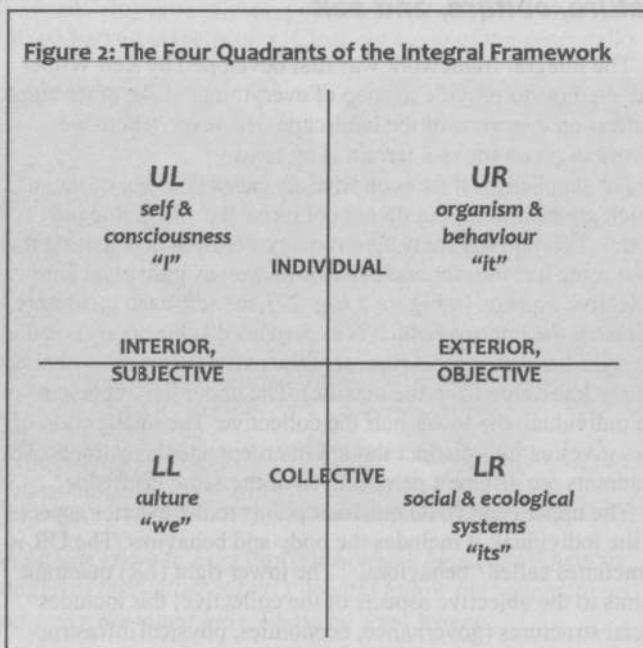 Figure 2: The Four Quadrants of the Integral Framework
UL
self &
consciousness
"I"
UR
organism &
behaviour
"it"
INDIVIDUAL
INTERIOR,
SUBJECTIVE
EXTERIOR,
OBJECTIVE
LL
culture
"we"
COLLECTIVE
LR
social & ecological
systems
"its"